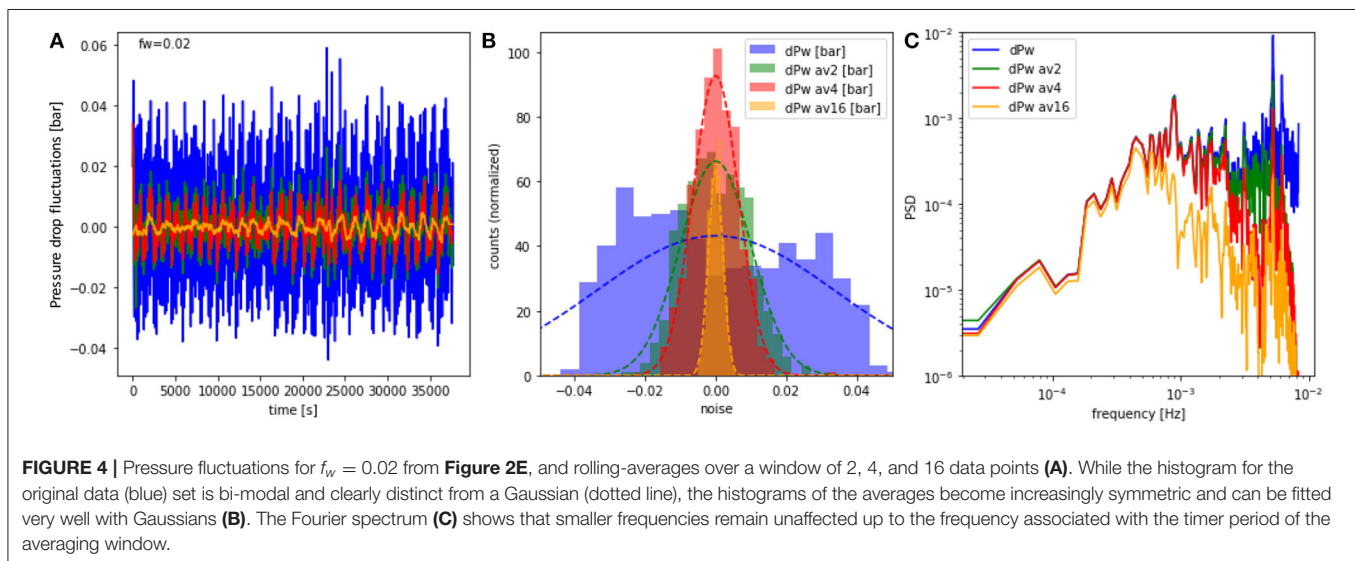 A
fw=0.02
0.06
0.04
0.02
0.00
−0.02
−0.04
Pressure drop fluctuations [bar]
0 5000 10000 15000 20000 25000 30000 35000
time [s]
B
dPw [bar]
dPw av2 [bar]
dPw av4 [bar]
dPw av16 [bar]
100
80
60
40
20
0
counts (normalized)
−0.04 −0.02 0.00 0.02 0.04
noise
C
dPw
dPw av2
dPw av4
dPw av16
10−2
10−3
10−4
10−5
10−6
PSD
10−4 10−3 10−2
frequency [Hz]
FIGURE 4 | Pressure fluctuations for fw = 0.02 from Figure 2E, and rolling-averages over a window of 2, 4, and 16 data points (A). While the histogram for the
original data (blue) set is bi-modal and clearly distinct from a Gaussian (dotted line), the histograms of the averages become increasingly symmetric and can be fitted
very well with Gaussians (B). The Fourier spectrum (C) shows that smaller frequencies remain unaffected up to the frequency associated with the timer period of the
averaging window.